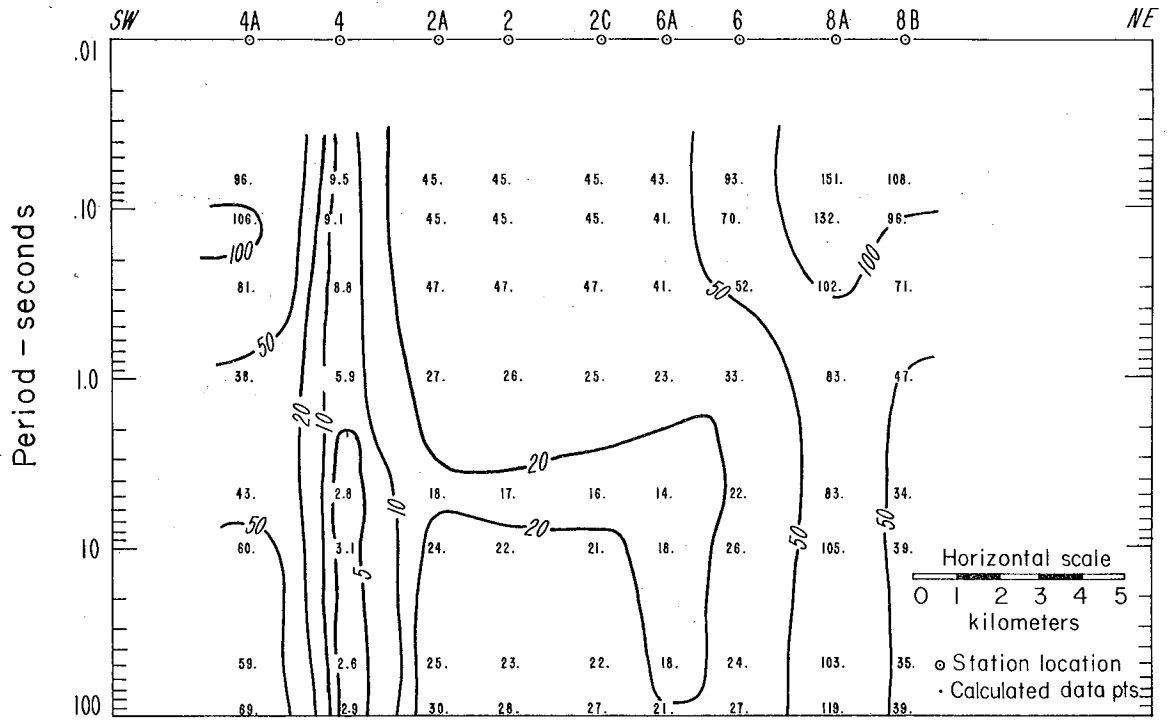 SW 4A 4 2A 2 2C 6A 6 8A 8B NE
.01
96. 9.5 45. 45. 45. 43. 93. 151. 108.
.10
106. 9.1 45. 45. 45. 41. 70. 132. 96.
100 100
81. 8.8 47. 47. 47. 41. 50 52. 102. 71.
50
1.0
38. 5.9 27. 26. 25. 23. 33. 83. 47.
20 10
20
43. 2.8 18. 17. 16. 14. 22. 83. 34.
10
50 20 50 50
10
60. 3.1 24. 22. 21. 18. 26. 105. 39.
5
59. 2.6 25. 23. 22. 18. 24. 103. 35.
100
69. 2.9 30. 28. 27. 21. 27. 119. 39.
Period – seconds
Horizontal scale
0 1 2 3 4 5
kilometers
Station location
Calculated data pts.